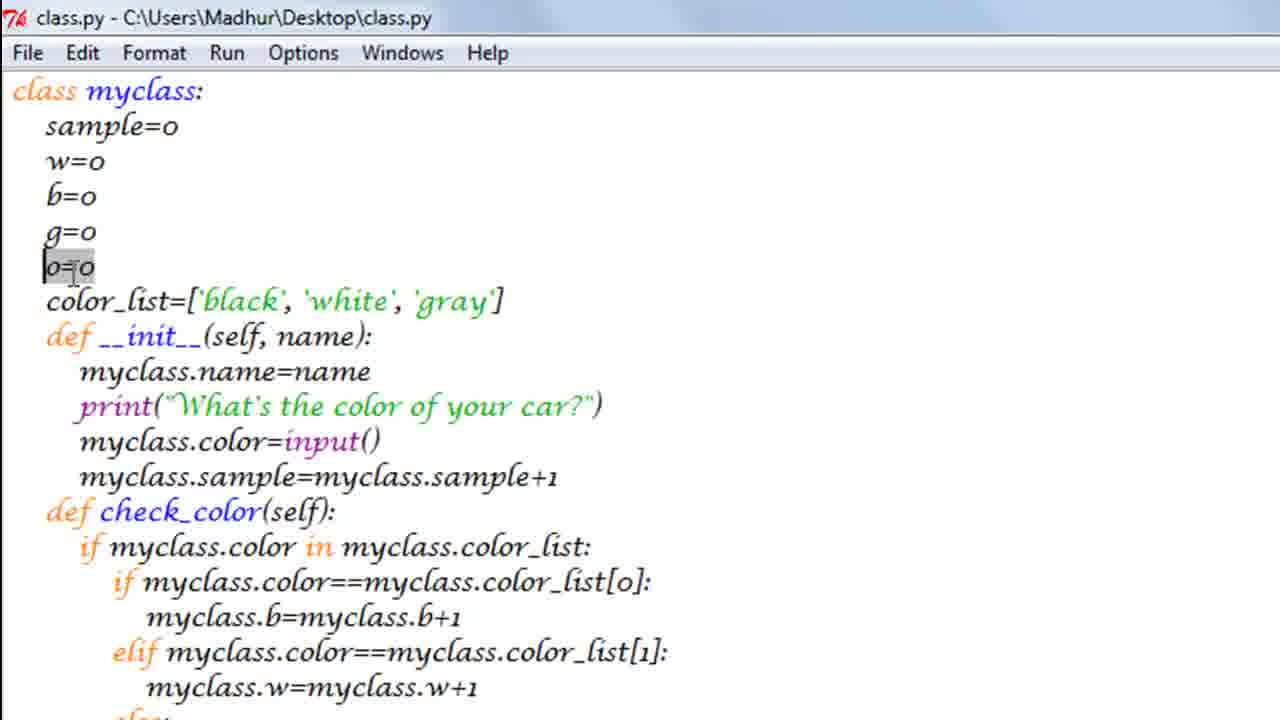 class.py - C:\Users\Madhur\Desktop\class.py
File Edit Format Run Options Windows Help
class myclass:
    sample=0
    w=0
    b=0
    g=0
    o=0
    color_list=['black', 'white', 'gray']
    def __init__(self, name):
        myclass.name=name
        print("What's the color of your car?")
        myclass.color=input()
        myclass.sample=myclass.sample+1
    def check_color(self):
        if myclass.color in myclass.color_list:
            if myclass.color==myclass.color_list[0]:
                myclass.b=myclass.b+1
            elif myclass.color==myclass.color_list[1]:
                myclass.w=myclass.w+1
            else: